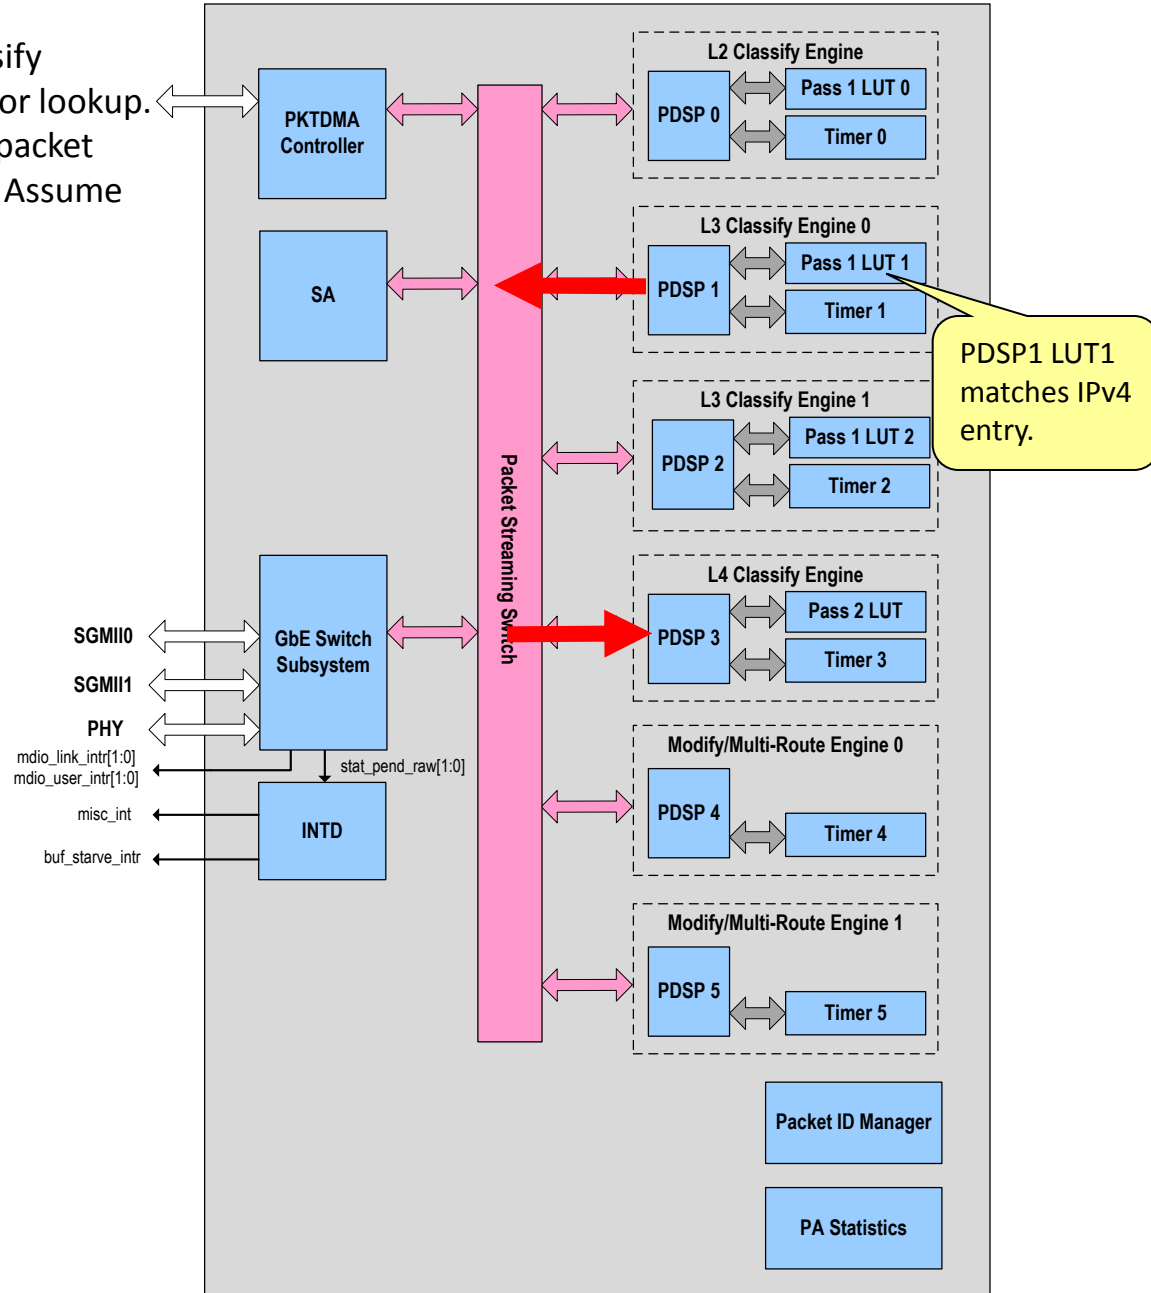 sify
or lookup.
packet
Assume
PKTDMA
Controller
SA
GbE Switch
Subsystem
SGMII0
SGMII1
PHY
mdio_link_intr[1:0]
mdio_user_intr[1:0]
stat_pend_raw[1:0]
misc_int
buf_starve_intr
INTD
Packet Streaming Switch
L2 Classify Engine
PDSP 0
Pass 1 LUT 0
Timer 0
L3 Classify Engine 0
PDSP 1
Pass 1 LUT 1
Timer 1
PDSP1 LUT1
matches IPv4
entry.
L3 Classify Engine 1
PDSP 2
Pass 1 LUT 2
Timer 2
L4 Classify Engine
PDSP 3
Pass 2 LUT
Timer 3
Modify/Multi-Route Engine 0
PDSP 4
Timer 4
Modify/Multi-Route Engine 1
PDSP 5
Timer 5
Packet ID Manager
PA Statistics